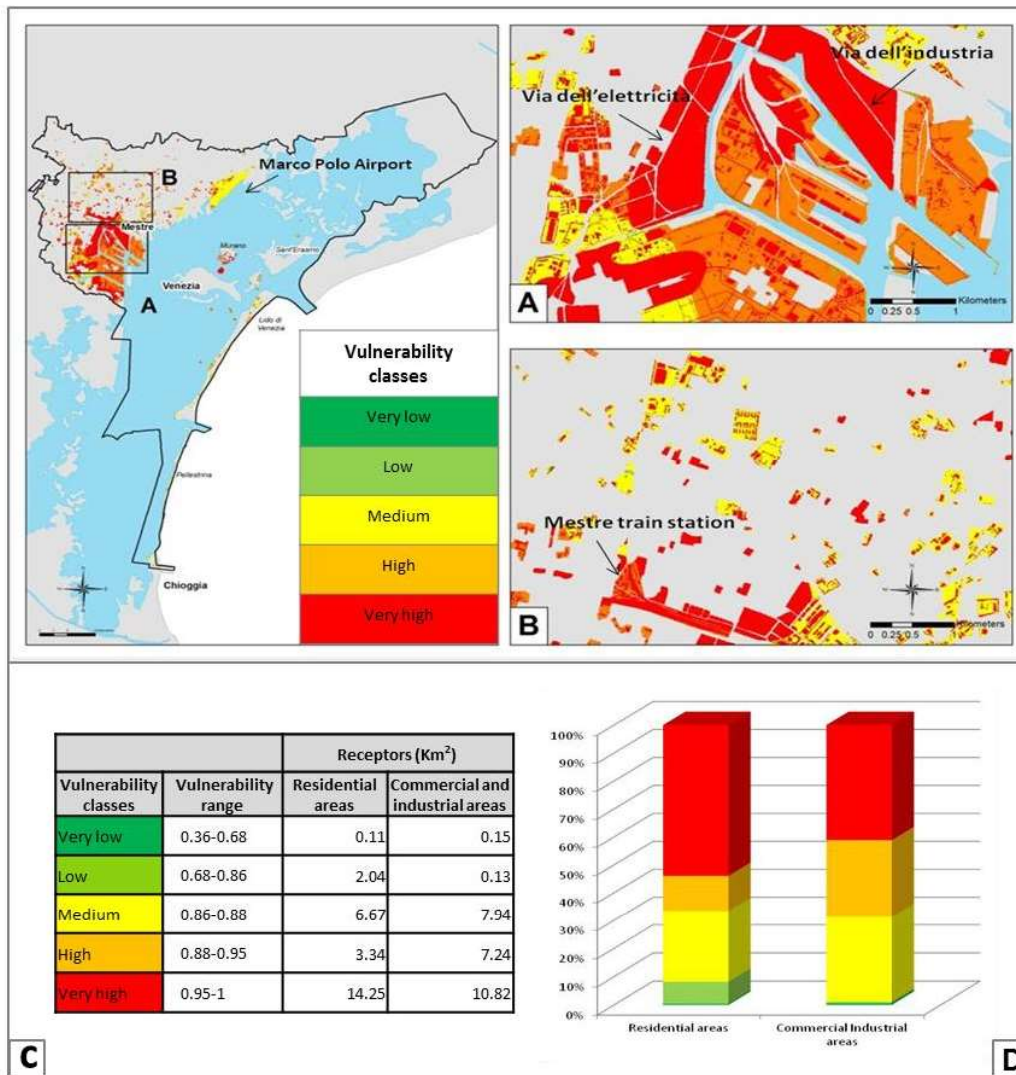 B
Marco Polo Airport
Mestre
Murano
Sant'Erasmo
Venezia
A
Lido di
Venezia
Pellestrina
Chioggia
Vulnerability
classes
Very low
Low
Medium
High
Very high
Via dell'industria
Via dell'elettricità
A
Kilometers
0 0.25 0.5 1
Mestre train station
B
Kilometers
0 0.25 0.5 1
Receptors (Km²)
Vulnerability classes Vulnerability range Residential areas Commercial and industrial areas
Very low 0.36-0.68 0.11 0.15
Low 0.68-0.86 2.04 0.13
Medium 0.86-0.88 6.67 7.94
High 0.88-0.95 3.34 7.24
Very high 0.95-1 14.25 10.82
C
100%
90%
80%
70%
60%
50%
40%
30%
20%
10%
0%
Residential areas
Commercial Industrial
areas
D